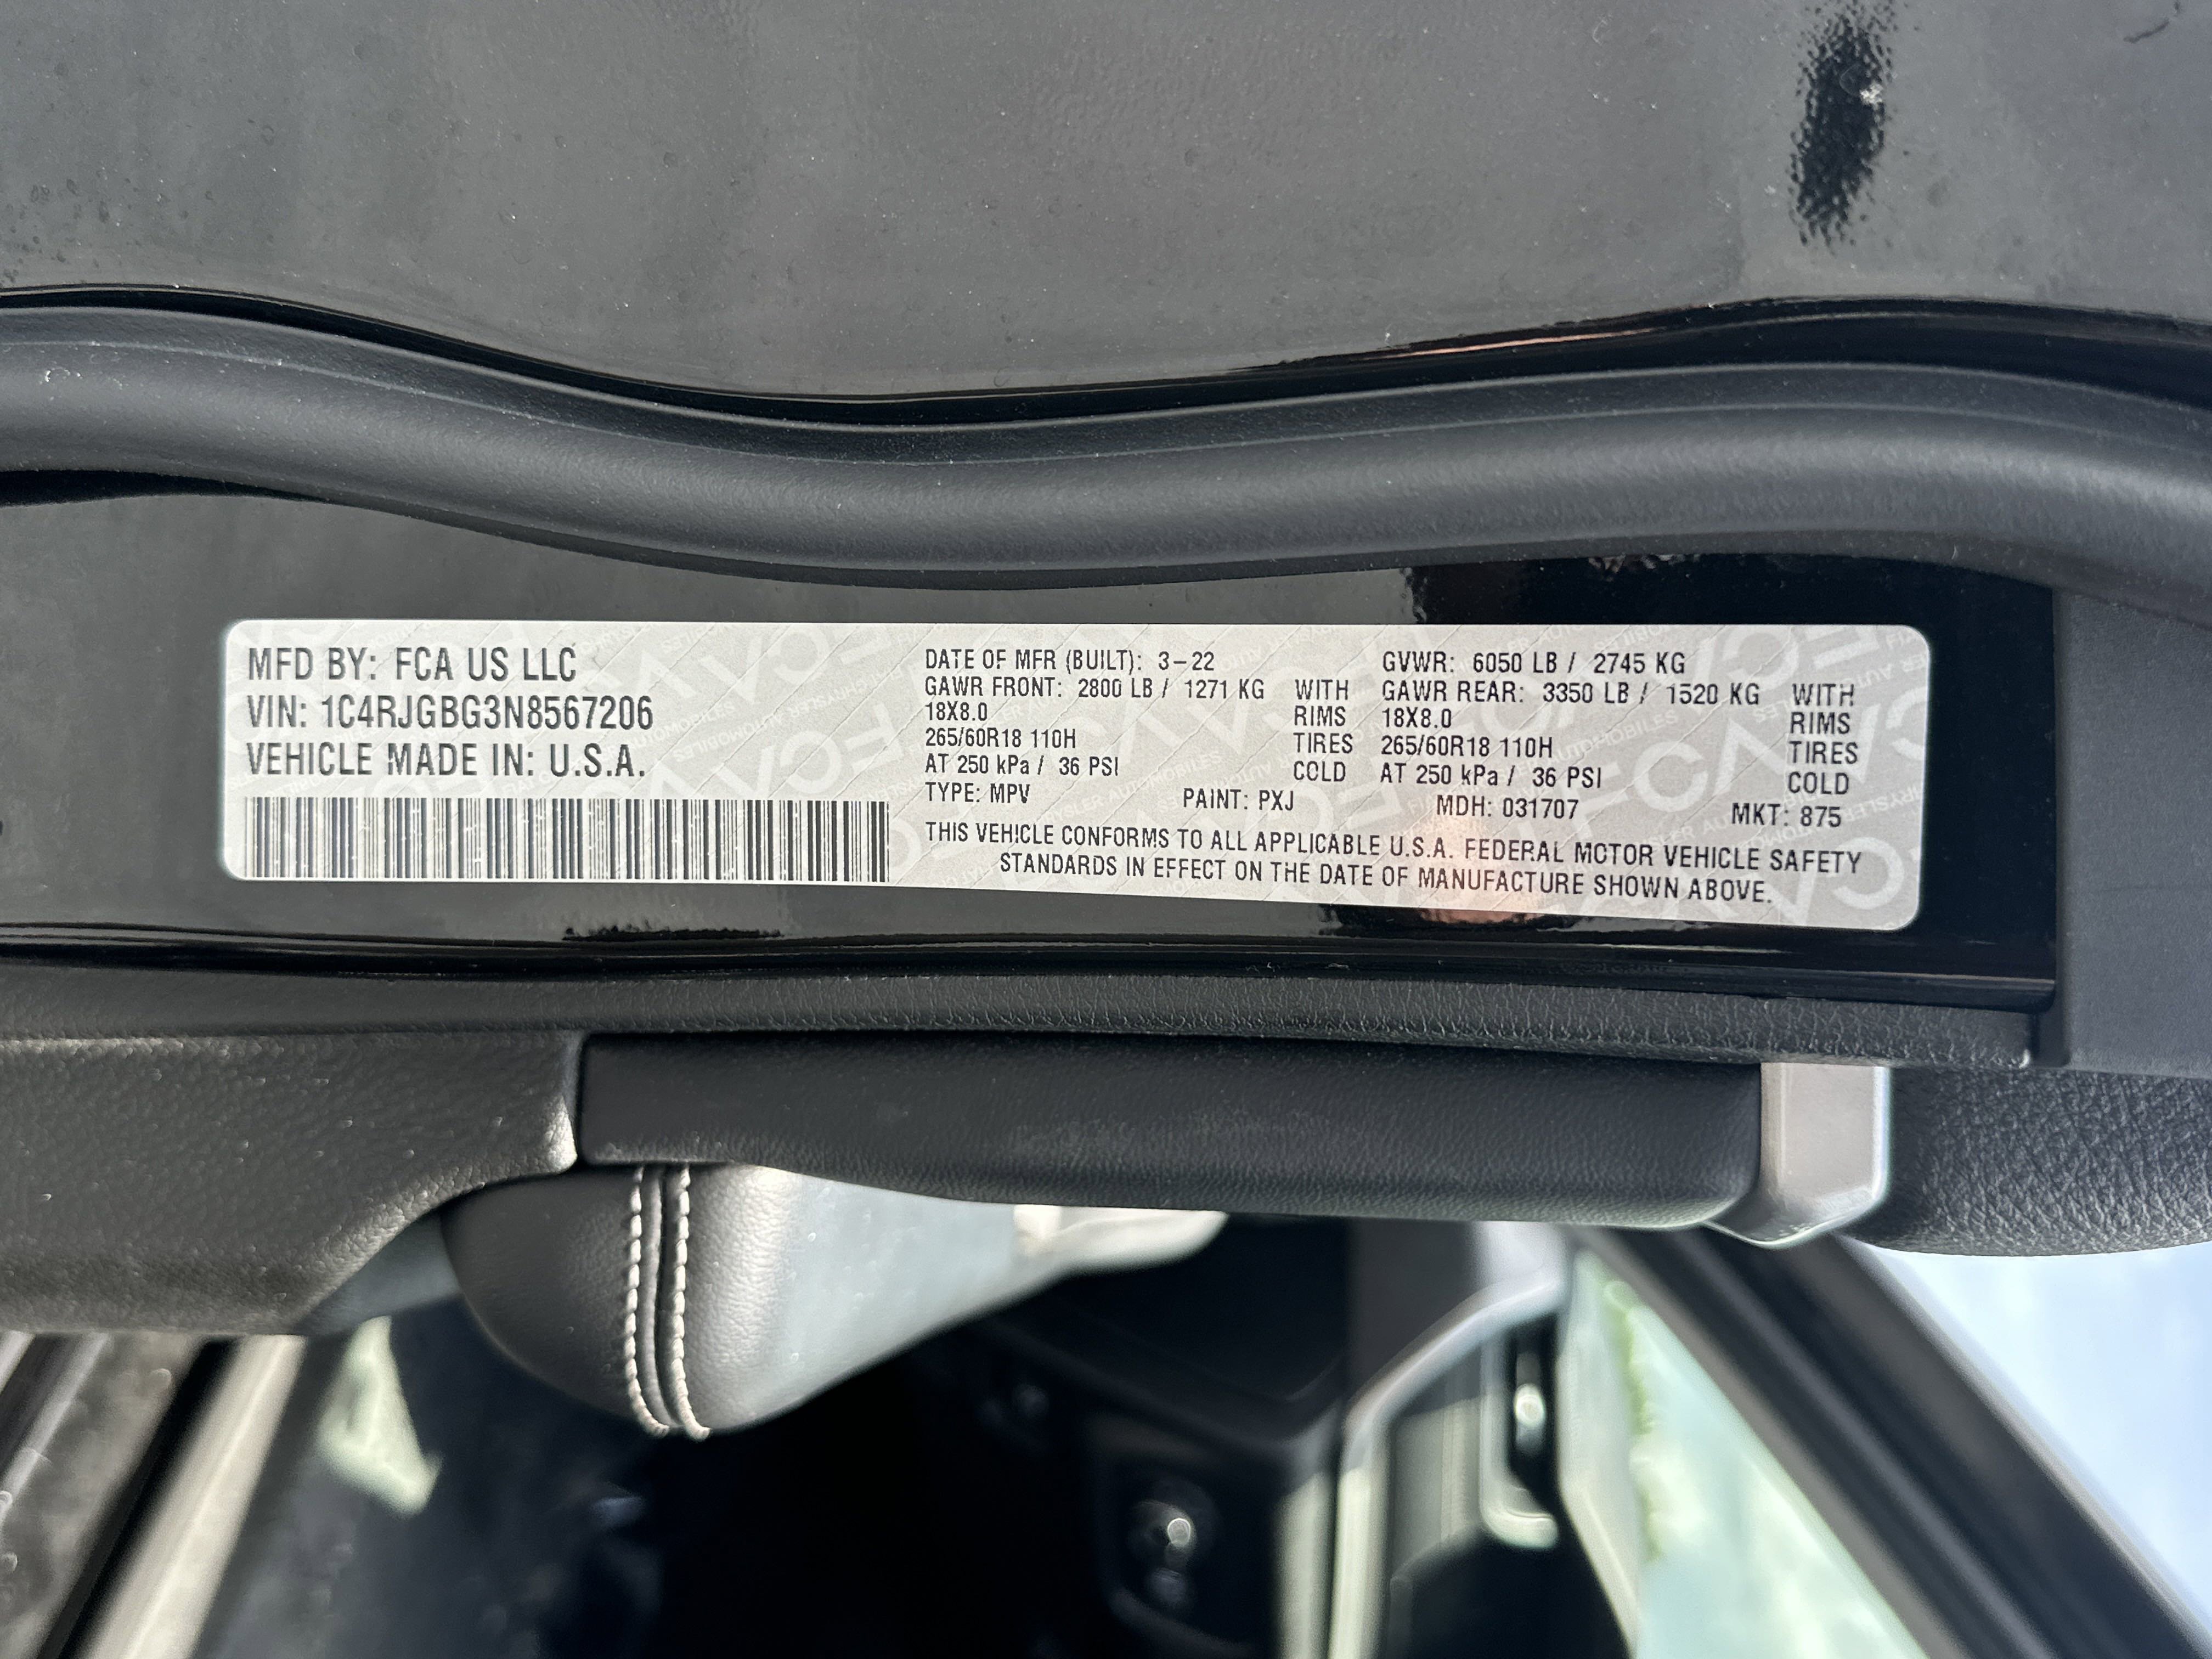 MFD BY: FCA US LLC
VIN: 1C4RJGBG3N8567206
VEHICLE MADE IN: U.S.A.
DATE OF MFR (BUILT): 3-22
GVWR: 6050 LB / 2745 KG
GAWR FRONT: 2800 LB / 1271 KG WITH
18X8.0 RIMS
265/60R18 110H TIRES
AT 250 kPa / 36 PSI COLD
GAWR REAR: 3350 LB / 1520 KG WITH
18X8.0 RIMS
265/60R18 110H TIRES
AT 250 kPa / 36 PSI COLD
TYPE: MPV PAINT: PXJ MDH: 031707 MKT: 875
THIS VEHICLE CONFORMS TO ALL APPLICABLE U.S.A. FEDERAL MOTOR VEHICLE SAFETY
STANDARDS IN EFFECT ON THE DATE OF MANUFACTURE SHOWN ABOVE.